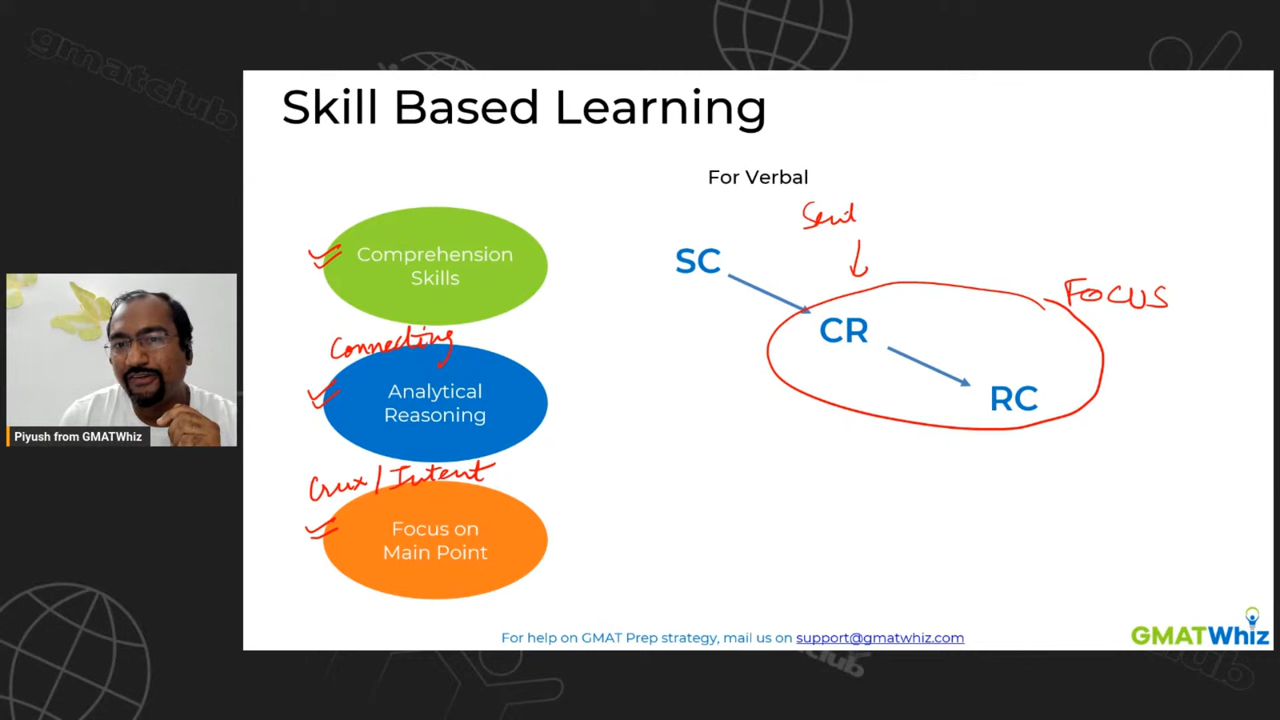 gmatclub
Skill Based Learning
For Verbal
SC
CR
FOCUS
RC
Comprehension
Skills
Connecting
Analytical
Reasoning
Crux / Intent
Focus on
Main Point
Piyush from GMATWhiz
For help on GMAT Prep strategy, mail us on support@gmatwhiz.com
GMATWhiz